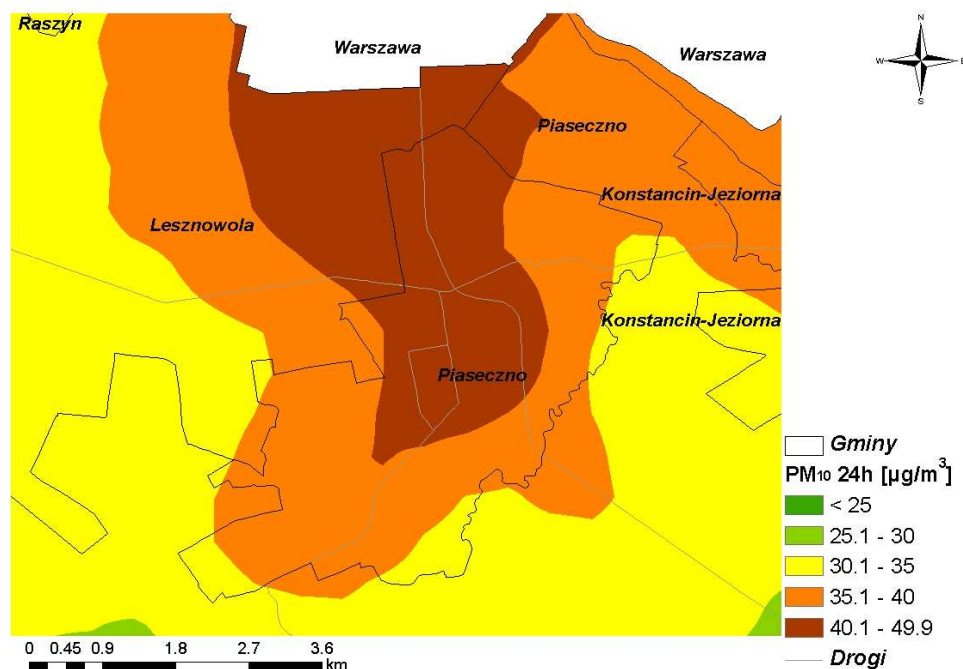 Raszyn
Warszawa
Warszawa
N
W E
S
Piaseczno
Konstancin-Jeziorna
Lesznowola
Konstancin-Jeziorna
Piaseczno
Gminy
PM₁₀ 24h [µg/m³]
< 25
25.1 - 30
30.1 - 35
35.1 - 40
40.1 - 49.9
Drogi
0 0.45 0.9 1.8 2.7 3.6
km